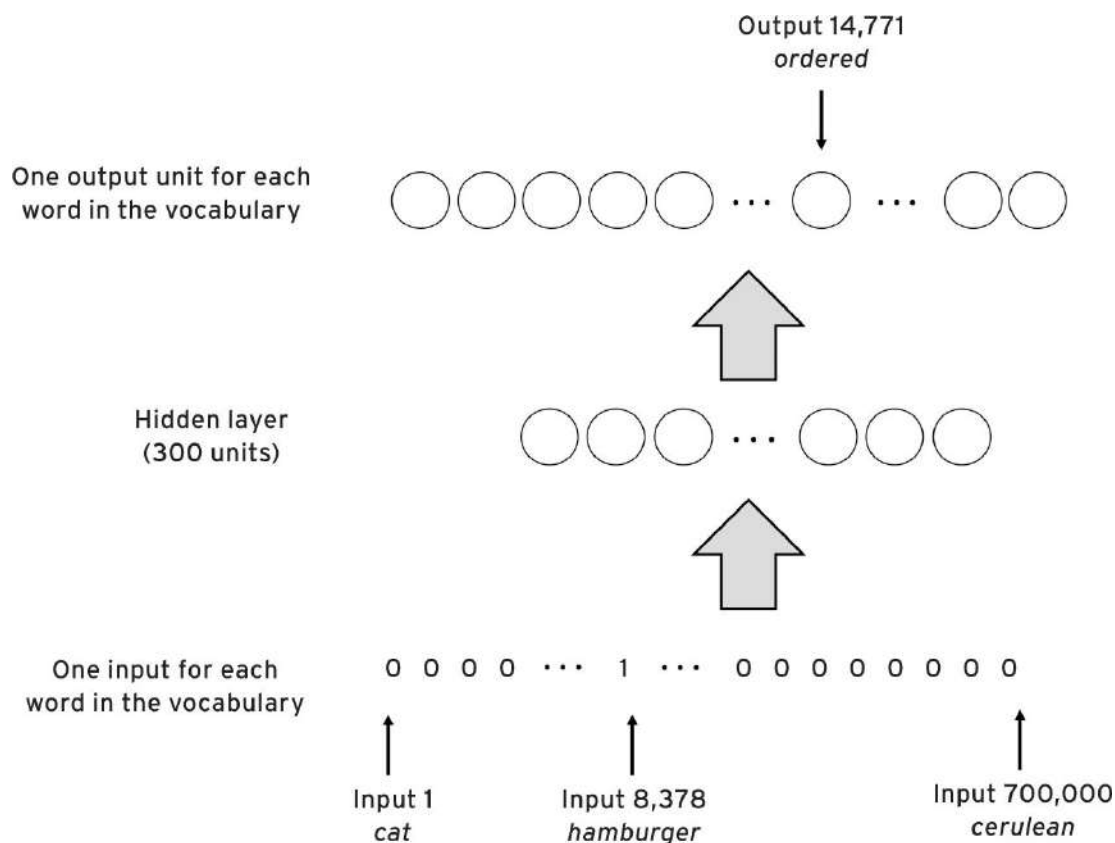 Output 14,771
ordered
One output unit for each
word in the vocabulary
...
...
Hidden layer
(300 units)
...
One input for each
word in the vocabulary
0 0 0 0 ... 1 ... 0 0 0 0 0 0 0 0
Input 1
cat
Input 8,378
hamburger
Input 700,000
cerulean